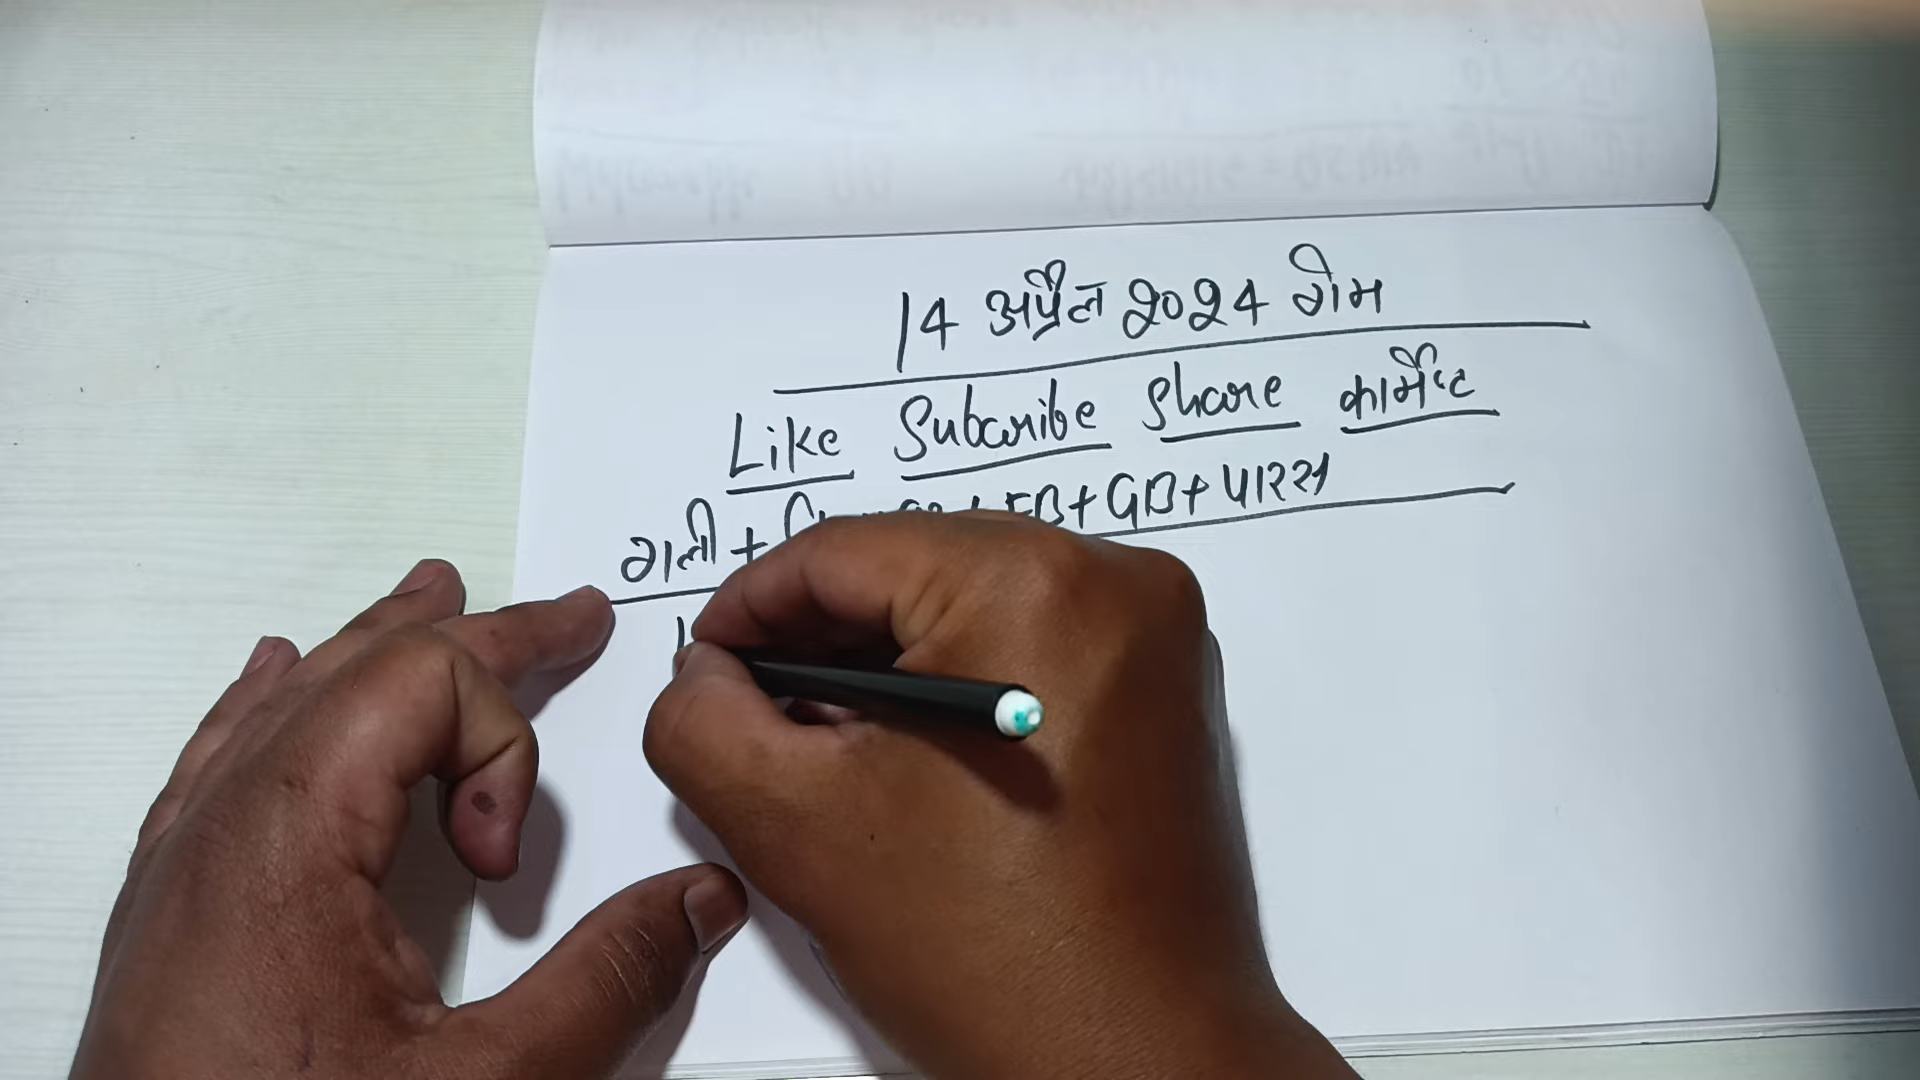 14 अप्रैल 2024 गेम
Like Subcribe Share कामेंण्ट
गली + FB + GB + पारस